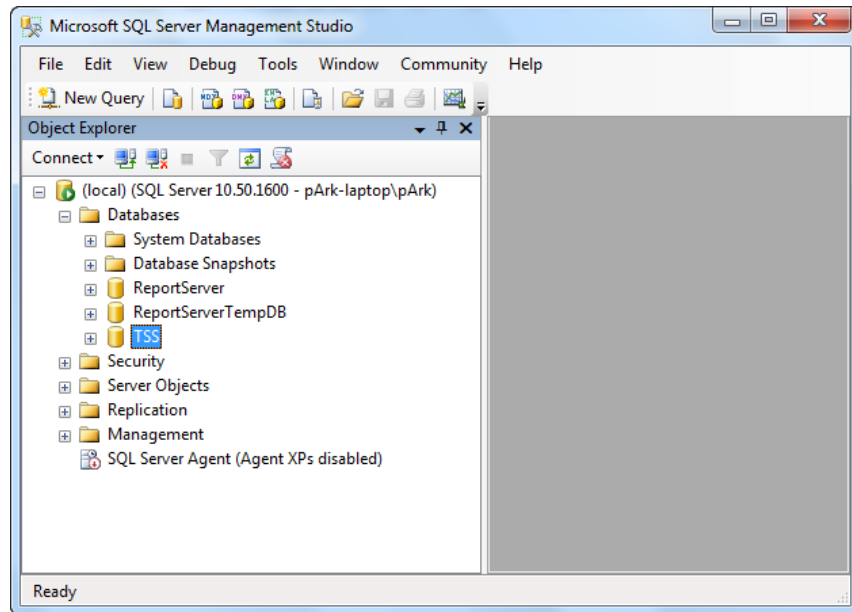 Microsoft SQL Server Management Studio
File Edit View Debug Tools Window Community Help
New Query
Object Explorer
Connect
(local) (SQL Server 10.50.1600 - pArk-laptop\pArk)
Databases
System Databases
Database Snapshots
ReportServer
ReportServerTempDB
TSS
Security
Server Objects
Replication
Management
SQL Server Agent (Agent XPs disabled)
Ready